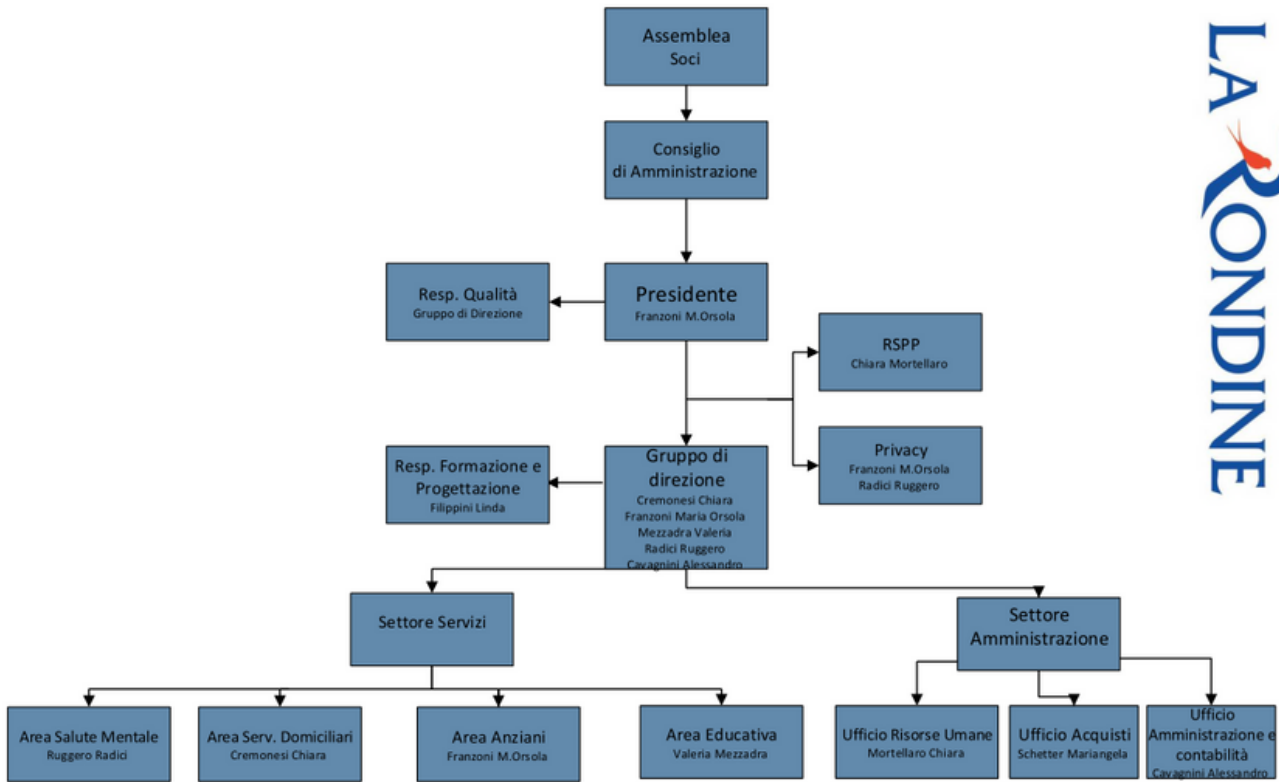 Assemblea
Soci
LA RONDINE
Consiglio
di Amministrazione
Resp. Qualità
Gruppo di Direzione
Presidente
Franzoni M.Orsola
RSPP
Chiara Mortellaro
Resp. Formazione e
Progettazione
Filippini Linda
Gruppo di
direzione
Cremonesi Chiara
Franzoni Maria Orsola
Mezzadra Valeria
Radici Ruggero
Cavagnini Alessandro
Privacy
Franzoni M.Orsola
Radici Ruggero
Settore Servizi
Settore
Amministrazione
Area Salute Mentale
Ruggero Radici
Area Serv. Domiciliari
Cremonesi Chiara
Area Anziani
Franzoni M.Orsola
Area Educativa
Valeria Mezzadra
Ufficio Risorse Umane
Mortellaro Chiara
Ufficio Acquisti
Schetter Mariangela
Ufficio
Amministrazione e
contabilità
Cavagnini Alessandro